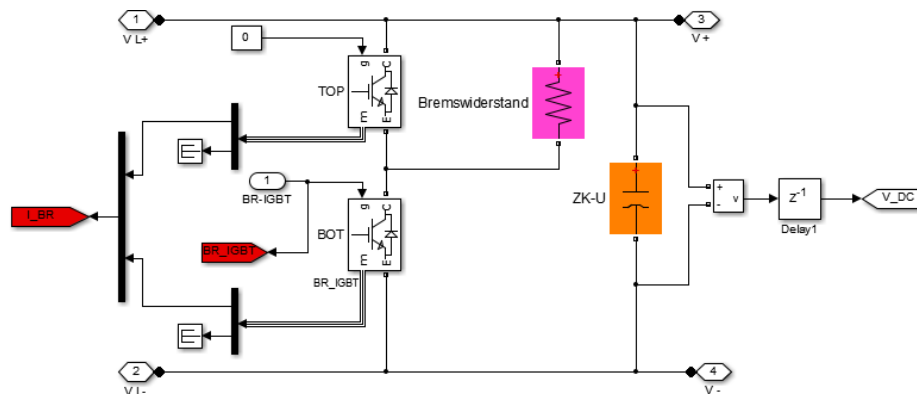 1
V L+
3
V +
0
g
C
TOP
m
E
Bremswiderstand
1
BR-IGBT
g
C
BOT
m
E
BR_IGBT
I_BR
BR_IGBT
ZK-U
+
-
v
z-1
Delay1
V_DC
2
4
V -